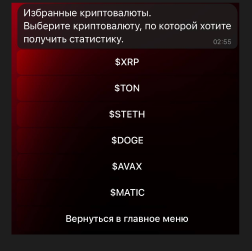 Избранные криптовалюты.
Выберите криптовалюту, по которой хотите
получить статистику.
02:55
$XRP
$TON
$STETH
$DOGE
$AVAX
$MATIC
Вернуться в главное меню